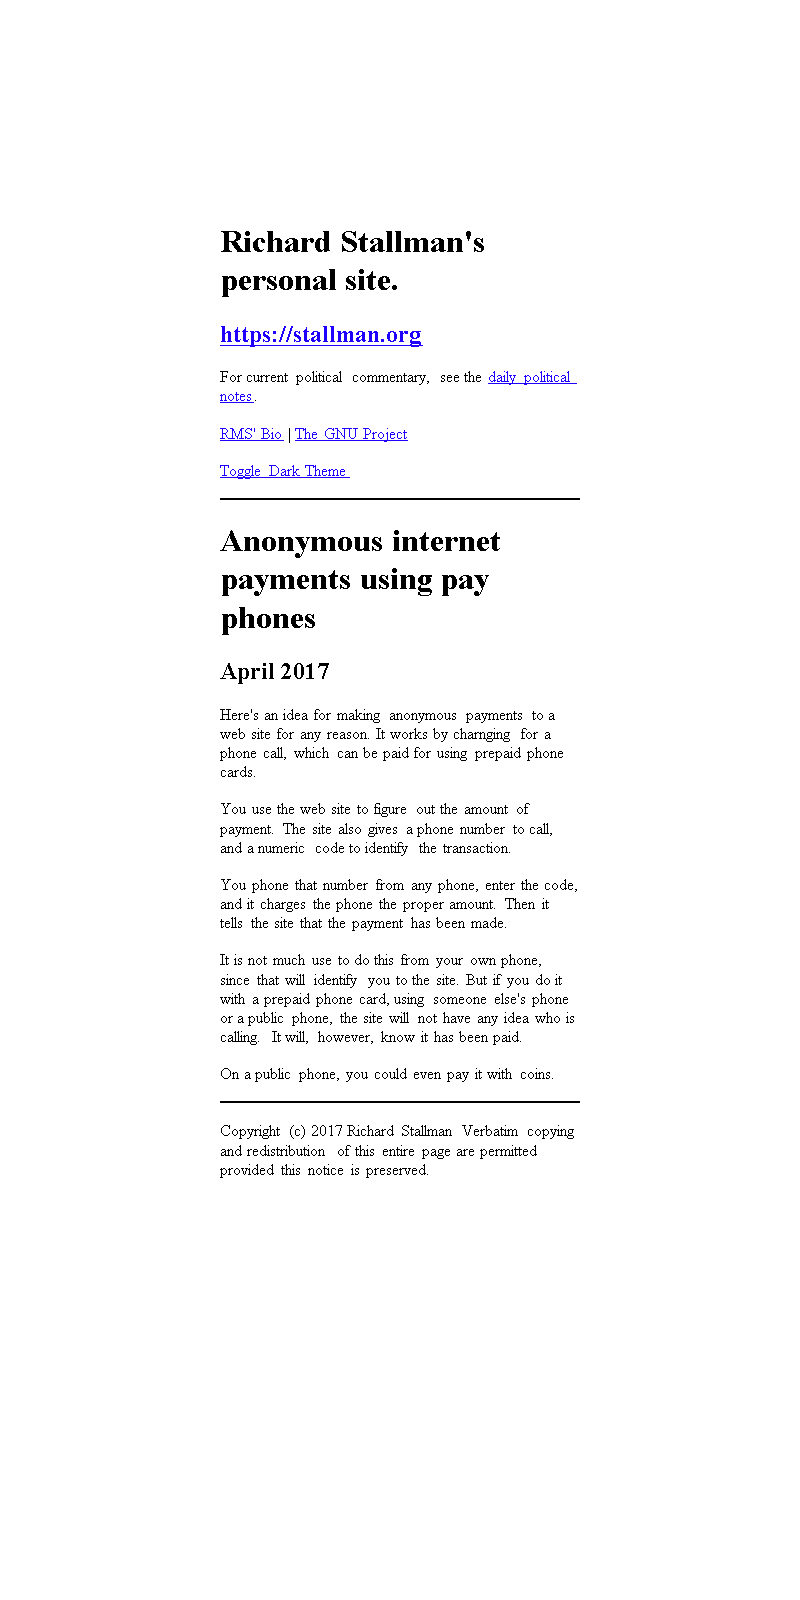 Richard Stallman's
personal site.
https://stallman.org
For current political commentary, see the daily political
notes.
RMS' Bio | The GNU Project
Toggle Dark Theme
Anonymous internet
payments using pay
phones
April 2017
Here's an idea for making anonymous payments to a
web site for any reason. It works by charnging for a
phone call, which can be paid for using prepaid phone
cards.
You use the web site to figure out the amount of
payment. The site also gives a phone number to call,
and a numeric code to identify the transaction.
You phone that number from any phone, enter the code,
and it charges the phone the proper amount. Then it
tells the site that the payment has been made.
It is not much use to do this from your own phone,
since that will identify you to the site. But if you do it
with a prepaid phone card, using someone else's phone
or a public phone, the site will not have any idea who is
calling. It will, however, know it has been paid.
On a public phone, you could even pay it with coins.
Copyright (c) 2017 Richard Stallman Verbatim copying
and redistribution of this entire page are permitted
provided this notice is preserved.